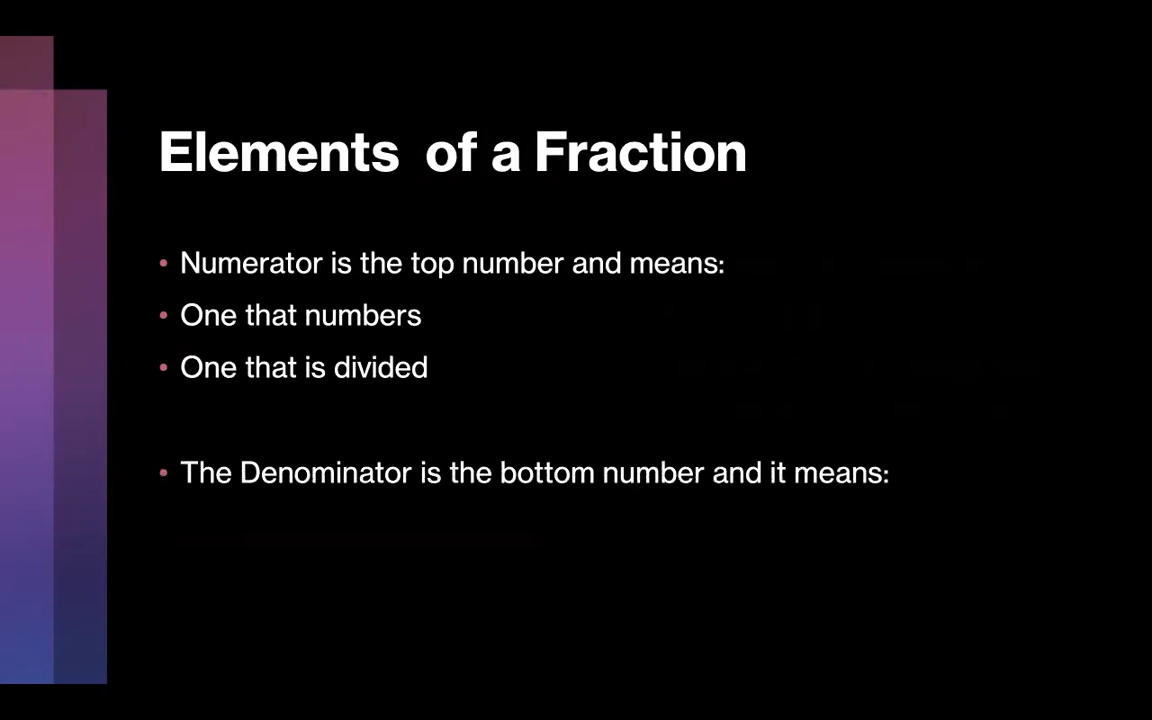 Elements of a Fraction
• Numerator is the top number and means:
• One that numbers
• One that is divided
• The Denominator is the bottom number and it means: